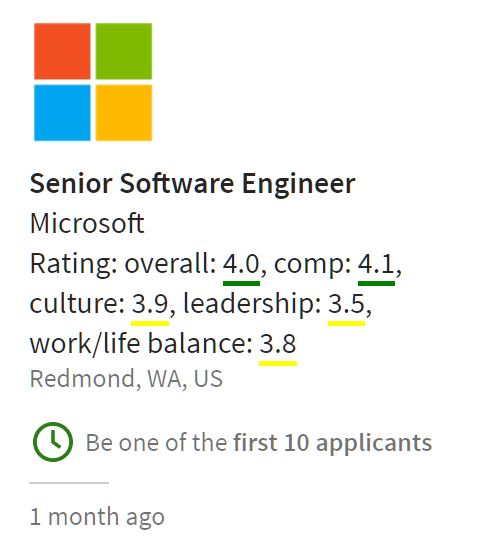 Senior Software Engineer
Microsoft
Rating: overall: 4.0, comp: 4.1,
culture: 3.9, leadership: 3.5,
work/life balance: 3.8
Redmond, WA, US
Be one of the first 10 applicants
1 month ago